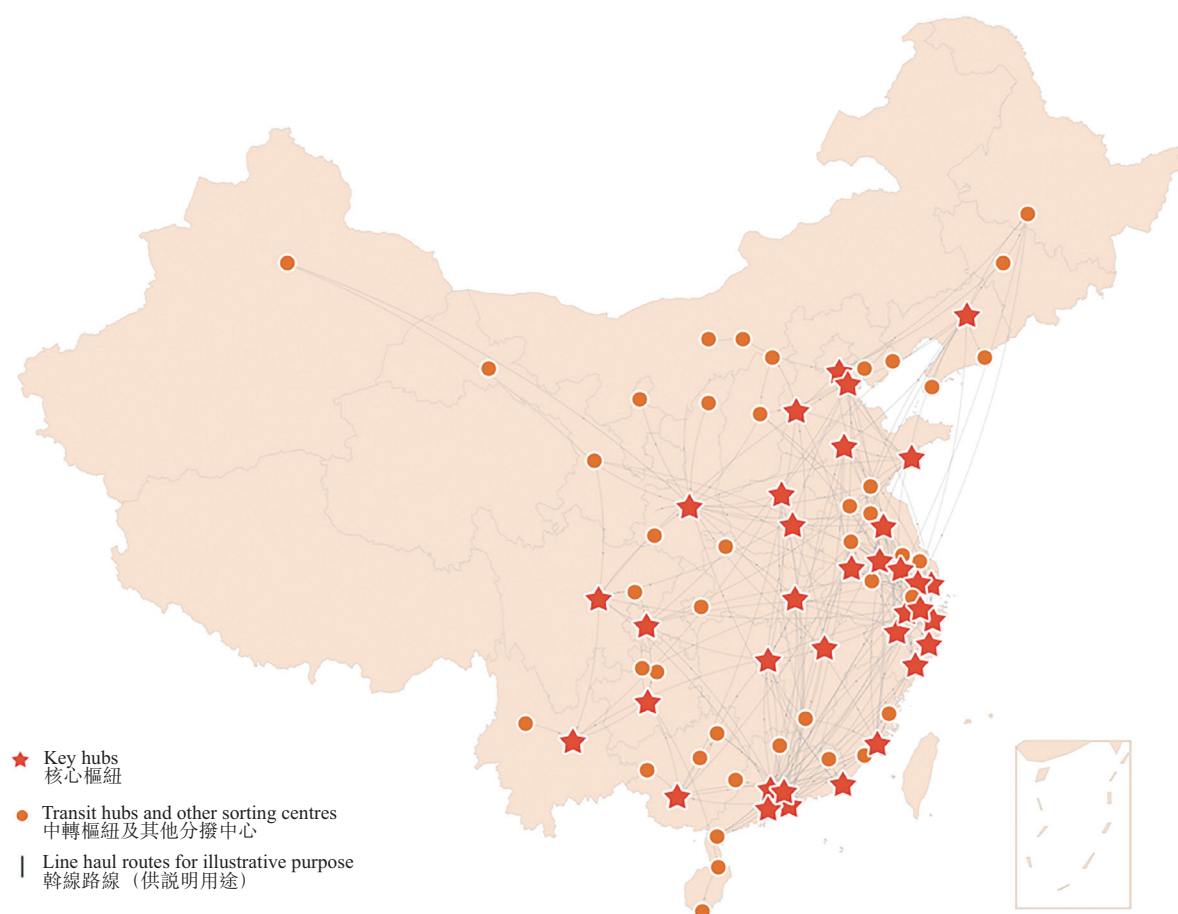 Key hubs
核心樞紐
Transit hubs and other sorting centres
中轉樞紐及其他分撥中心
Line haul routes for illustrative purpose
幹線路線（供説明用途）